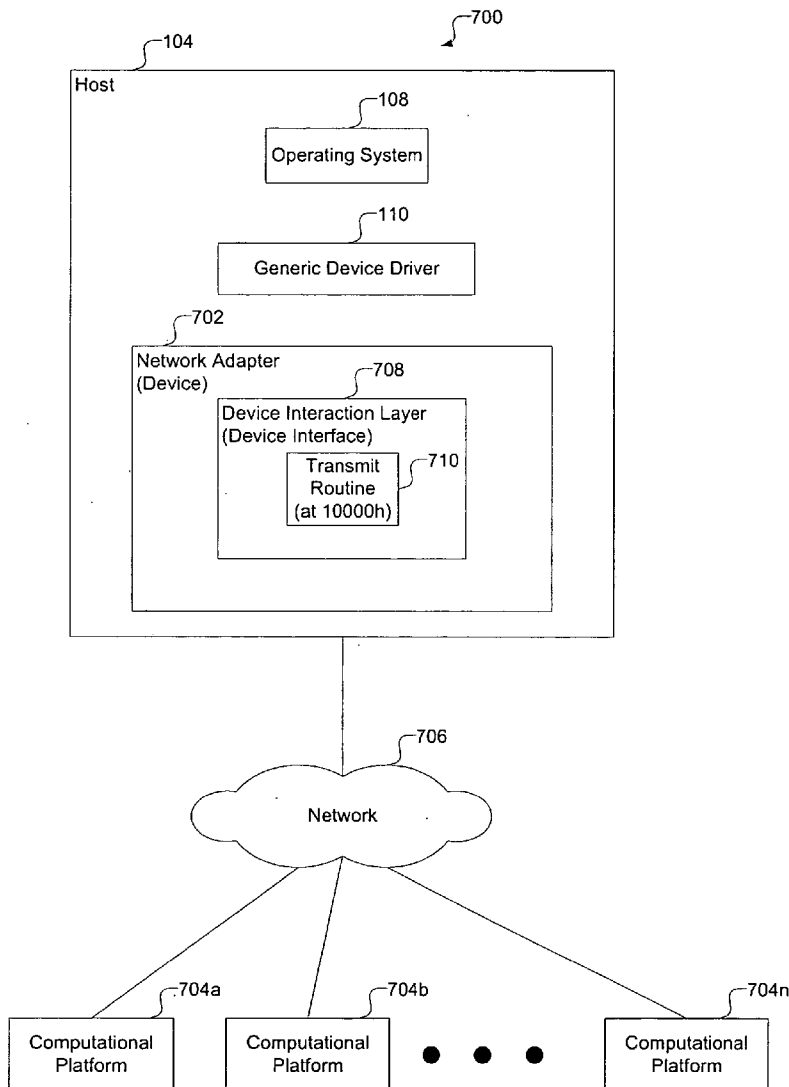 700
104
Host
108
Operating System
110
Generic Device Driver
702
Network Adapter
(Device)
708
Device Interaction Layer
(Device Interface)
Transmit
Routine
(at 10000h)
710
706
Network
704a
704b
704n
Computational
Platform
Computational
Platform
Computational
Platform